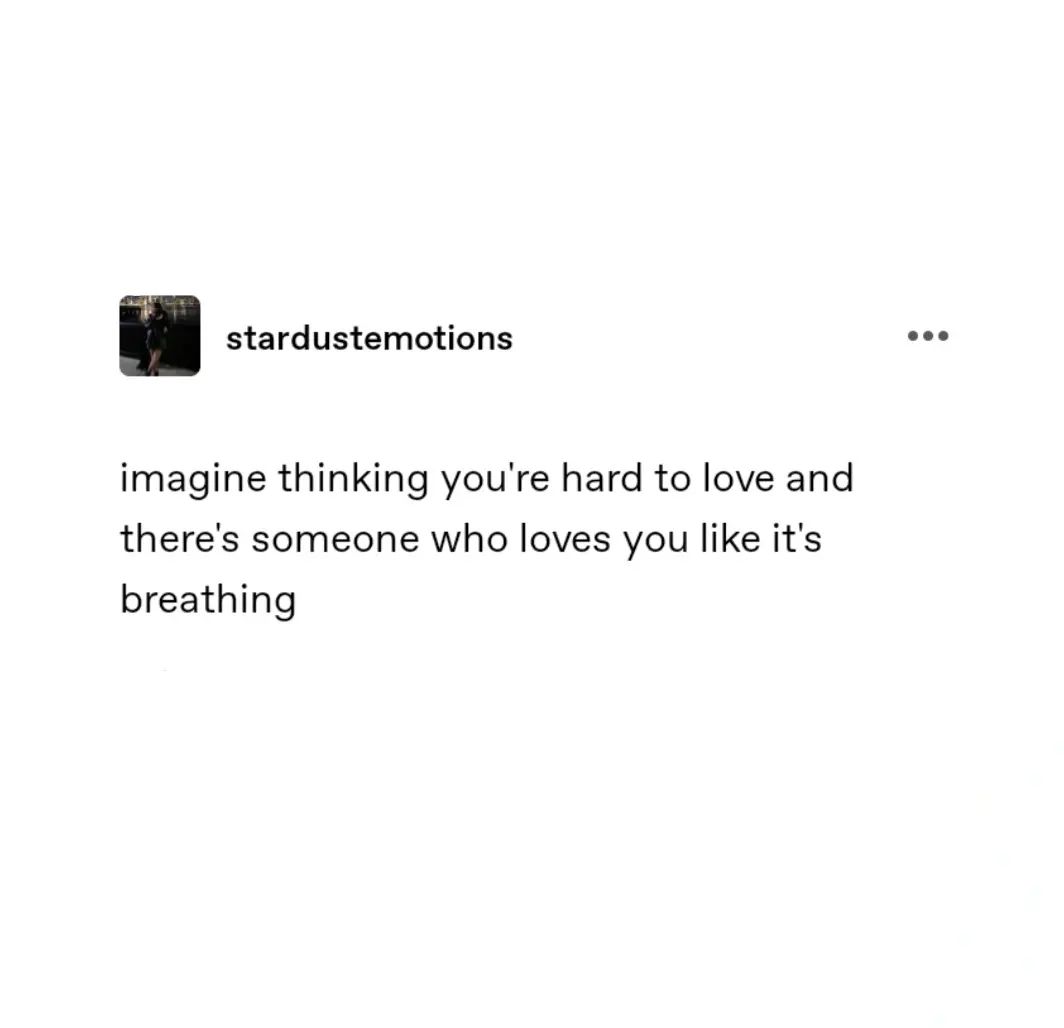 stardustemotions
imagine thinking you're hard to love and
there's someone who loves you like it's
breathing